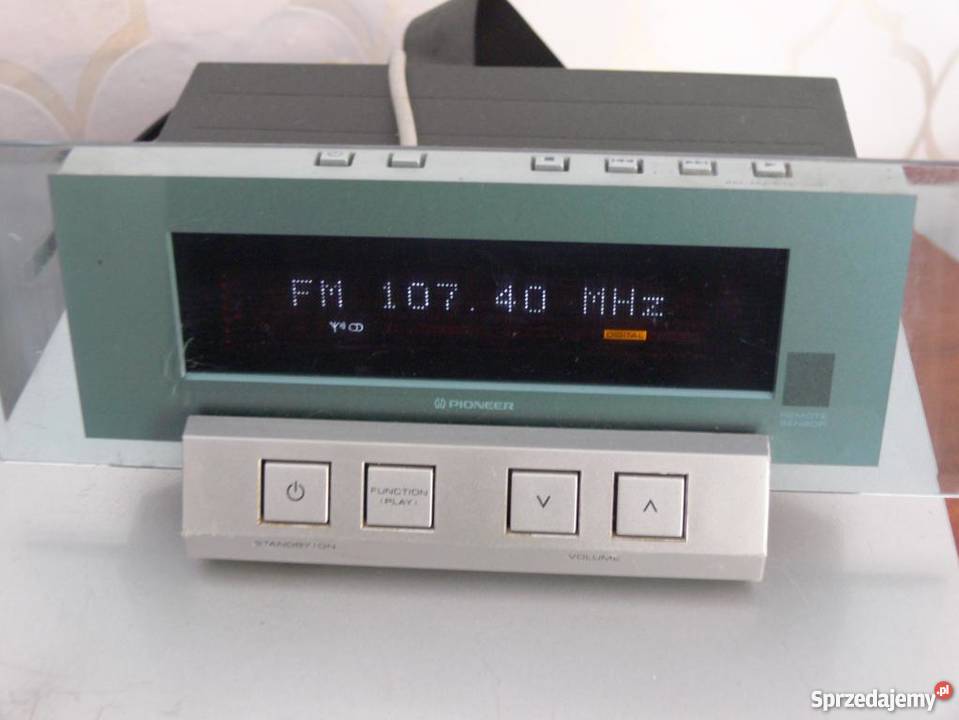 FM 107.40 MHz
DIGITAL
PIONEER
REMOTE
SENSOR
FUNCTION
(PLAY)
STANDBY/ON
VOLUME
Sprzedajemy.pl